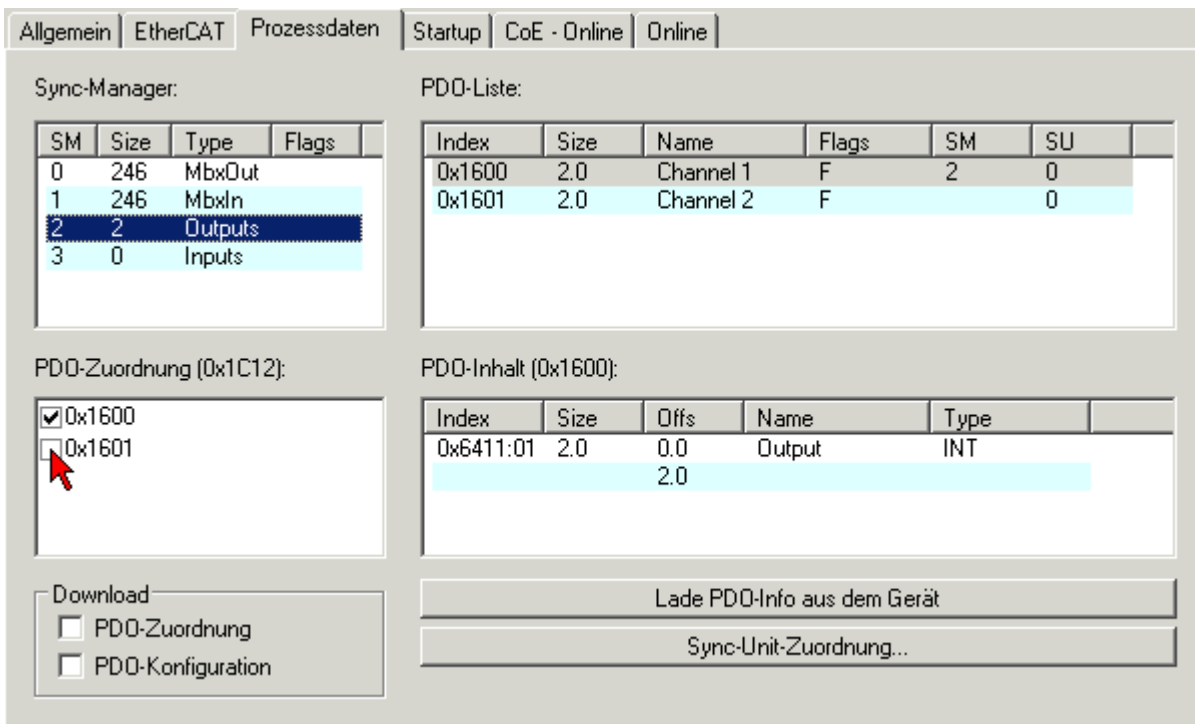 Allgemein EtherCAT Prozessdaten Startup CoE - Online Online
Sync-Manager:
SM Size Type Flags
0 246 MbxOut
1 246 MbxIn
2 2 Outputs
3 0 Inputs
PDO-Liste:
Index Size Name Flags SM SU
0x1600 2.0 Channel 1 F 2 0
0x1601 2.0 Channel 2 F 0
PDO-Zuordnung (0x1C12):
0x1600
0x1601
PDO-Inhalt (0x1600):
Index Size Offs Name Type
0x6411:01 2.0 0.0 Output INT
2.0
Download
PDO-Zuordnung
PDO-Konfiguration
Lade PDO-Info aus dem Gerät
Sync-Unit-Zuordnung...